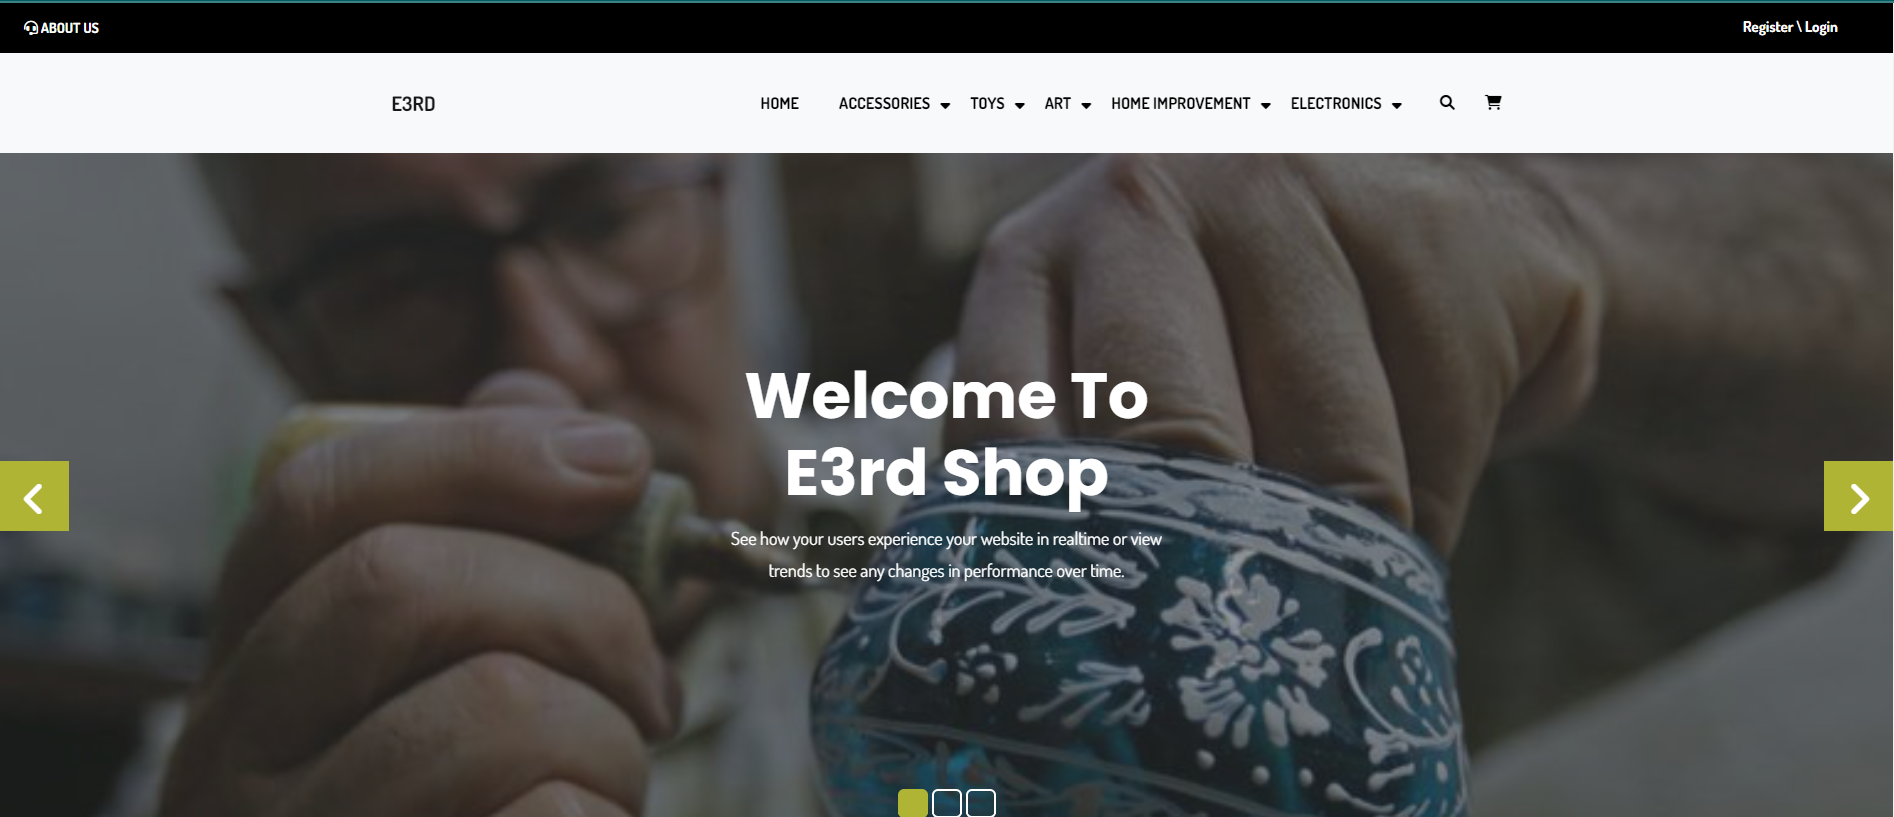 ABOUT US
Register \ Login
E3RD
HOME
ACCESSORIES
TOYS
ART
HOME IMPROVEMENT
ELECTRONICS
Welcome To
E3rd Shop
See how your users experience your website in realtime or view
trends to see any changes in performance over time.